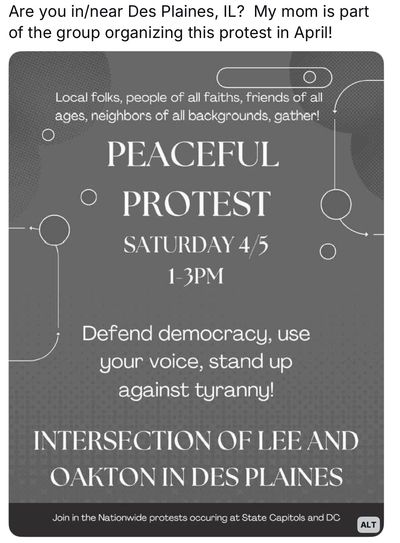 Are you in/near Des Plaines, IL?  My mom is part
of the group organizing this protest in April!
Local folks, people of all faiths, friends of all
ages, neighbors of all backgrounds, gather!
PEACEFUL
PROTEST
SATURDAY 4/5
1-3PM
Defend democracy, use
your voice, stand up
against tyranny!
INTERSECTION OF LEE AND
OAKTON IN DES PLAINES
Join in the Nationwide protests occuring at State Capitols and DC
ALT